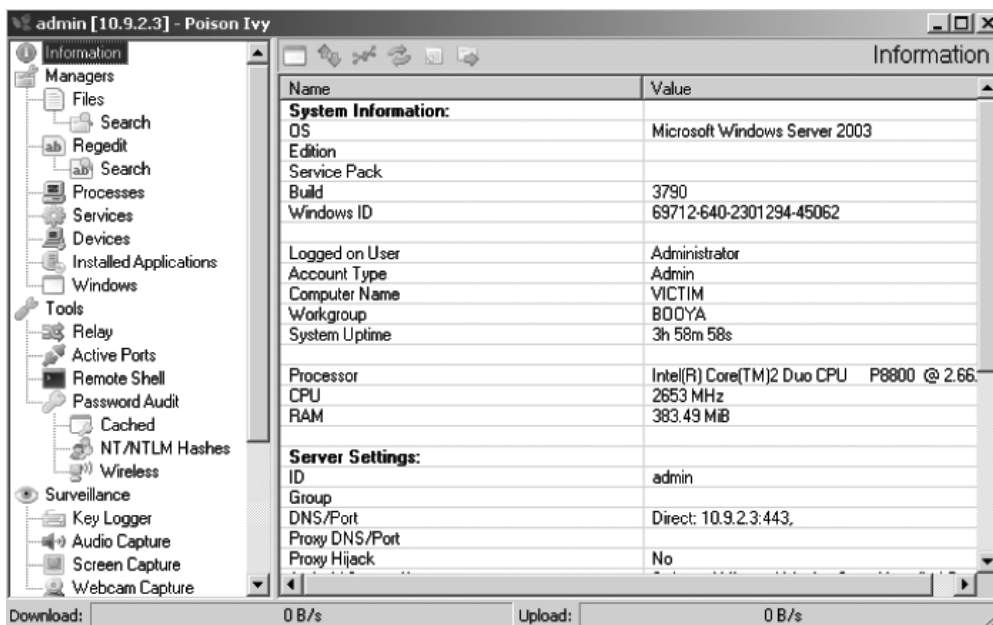 admin [10.9.2.3] - Poison Ivy
Information
Managers
Files
Search
Regedit
Search
Processes
Services
Devices
Installed Applications
Windows
Tools
Relay
Active Ports
Remote Shell
Password Audit
Cached
NT/NTLM Hashes
Wireless
Surveillance
Key Logger
Audio Capture
Screen Capture
Webcam Capture
Information
Name Value
System Information:
OS Microsoft Windows Server 2003
Edition
Service Pack
Build 3790
Windows ID 69712-640-2301294-45062
Logged on User Administrator
Account Type Admin
Computer Name VICTIM
Workgroup BOOYA
System Uptime 3h 58m 58s
Processor Intel(R) Core(TM)2 Duo CPU P8800 @ 2.66.
CPU 2653 MHz
RAM 383.49 MiB
Server Settings:
ID admin
Group
DNS/Port Direct: 10.9.2.3:443,
Proxy DNS/Port
Proxy Hijack No
Download: 0 B/s Upload: 0 B/s